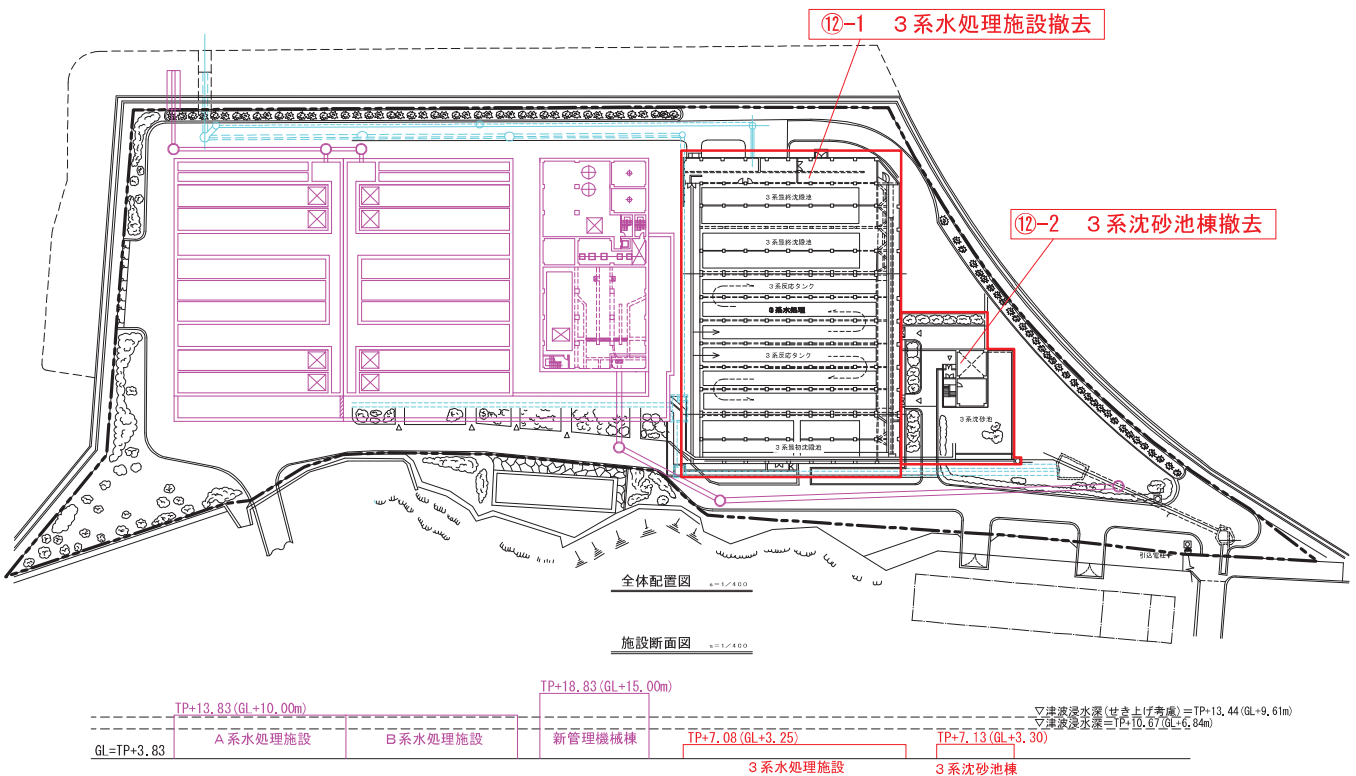 ⑫-1 3系水処理施設撤去
⑫-2 3系沈砂池棟撤去
3系最終沈殿池
3系最終沈殿池
3系反応タンク
3系水処理
3系反応タンク
3系沈砂池
3系最初沈殿池
引込電柱
全体配置図 s=1/400
施設断面図 s=1/400
TP+18.83(GL+15.00m)
TP+13.83(GL+10.00m)
▽津波浸水深(せき上げ考慮)=TP+13.44(GL+9.61m)
▽津波浸水深=TP+10.67(GL+6.84m)
GL=TP+3.83
A系水処理施設
B系水処理施設
新管理機械棟
TP+7.08(GL+3.25)
TP+7.13(GL+3.30)
3系水処理施設
3系沈砂池棟